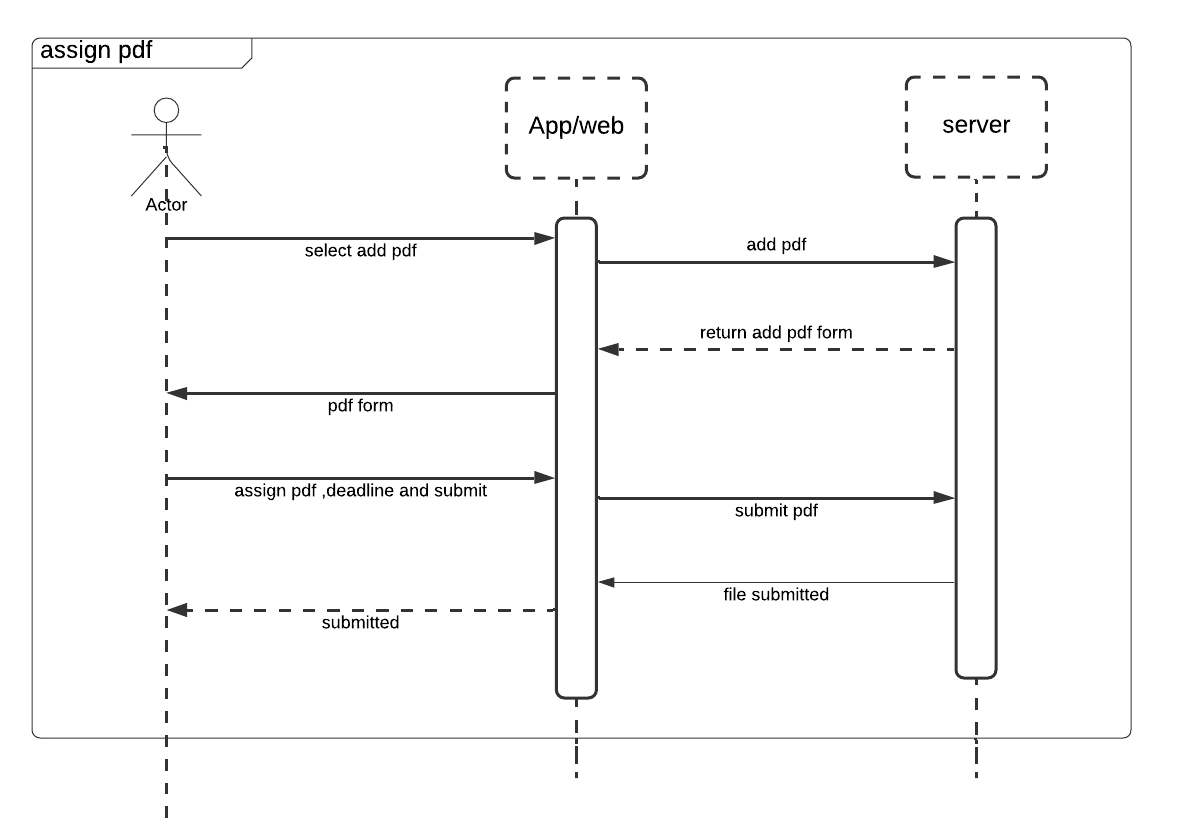 assign pdf
App/web
server
Actor
select add pdf
add pdf
return add pdf form
pdf form
assign pdf ,deadline and submit
submit pdf
file submitted
submitted